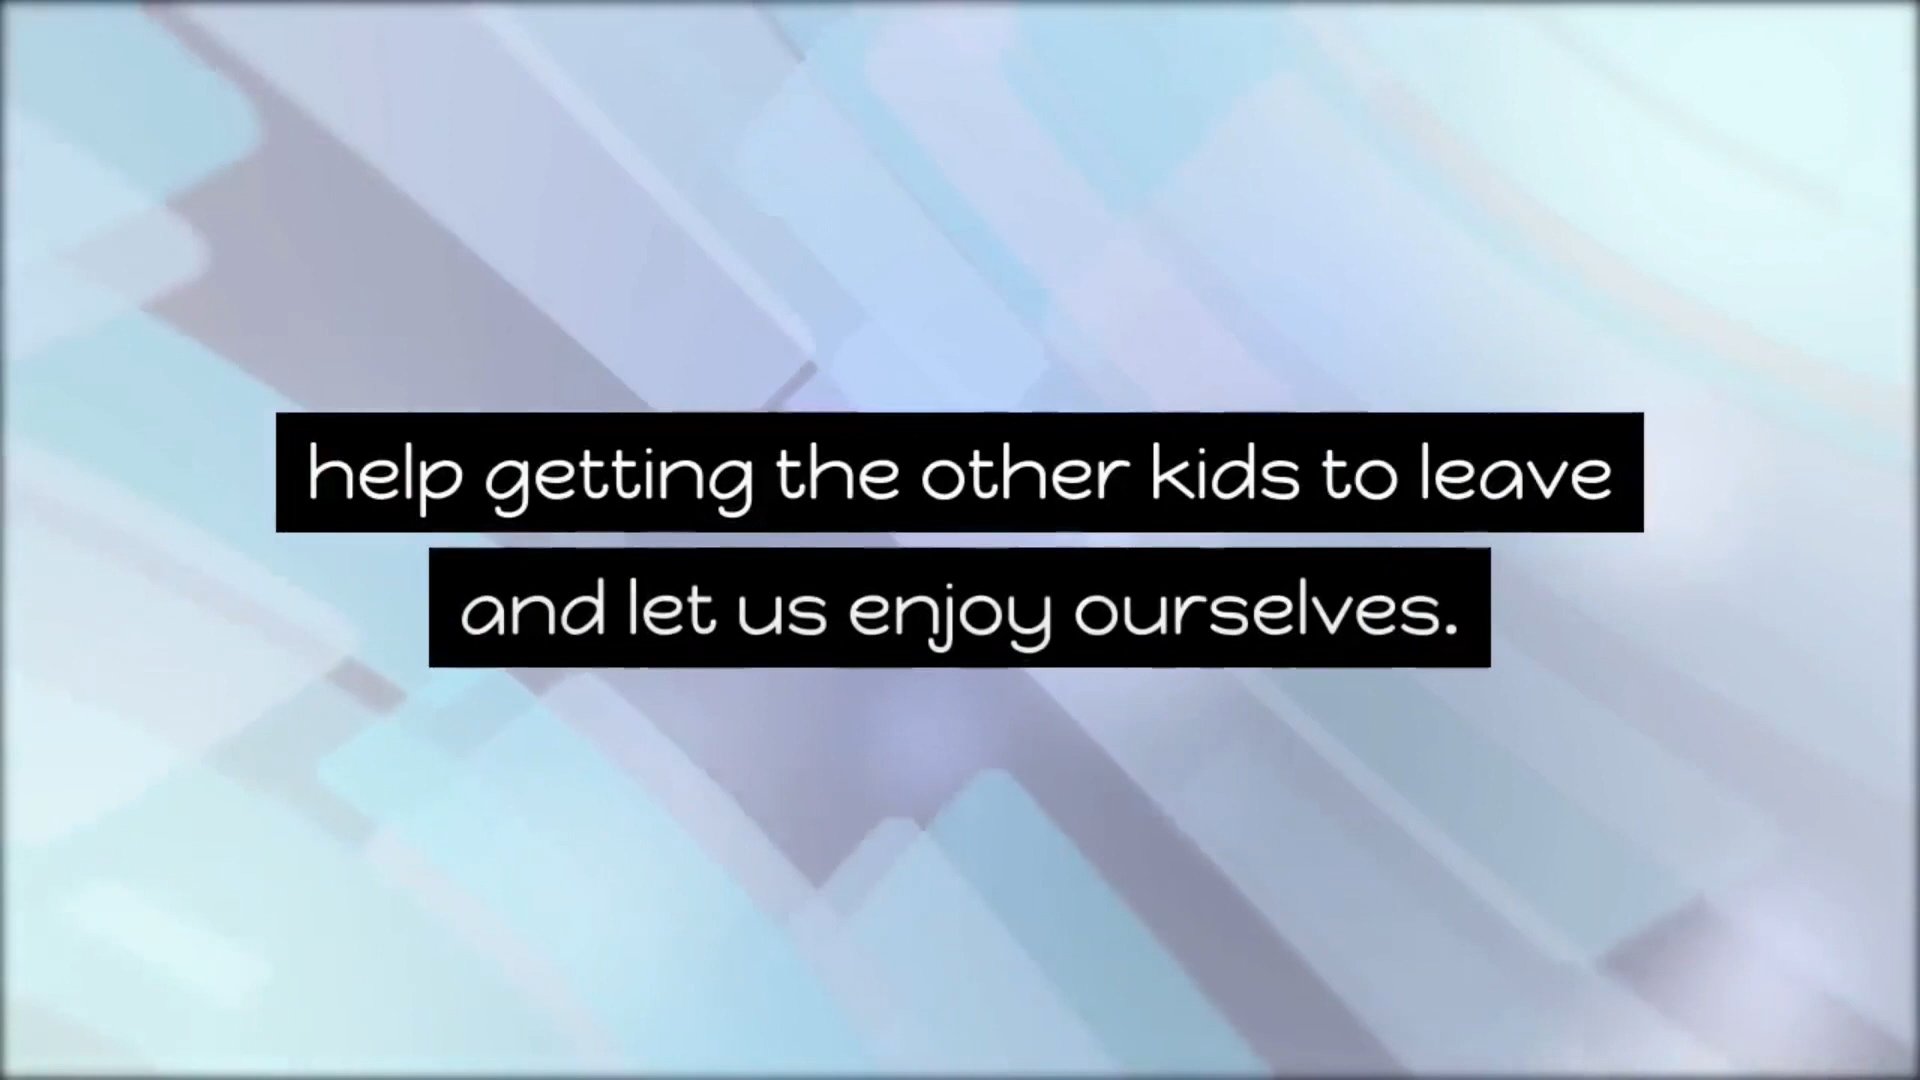 help getting the other kids to leave
and let us enjoy ourselves.